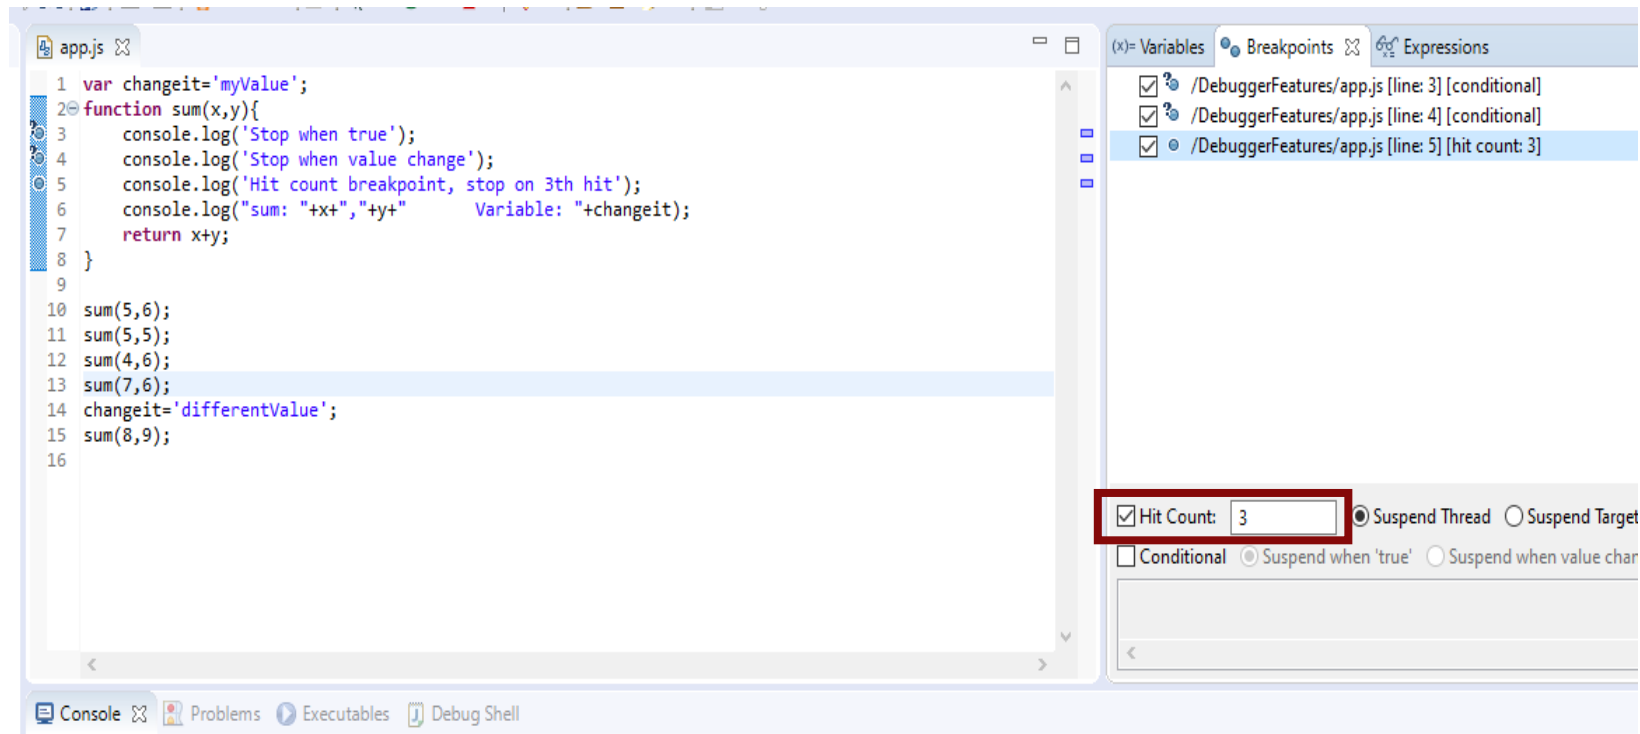 app.js
1 var changeit='myValue';
2 function sum(x,y){
3 console.log('Stop when true');
4 console.log('Stop when value change');
5 console.log('Hit count breakpoint, stop on 3th hit');
6 console.log("sum: "+x+","+y+"       Variable: "+changeit);
7 return x+y;
8 }
9
10 sum(5,6);
11 sum(5,5);
12 sum(4,6);
13 sum(7,6);
14 changeit='differentValue';
15 sum(8,9);
16
(x)= Variables Breakpoints Expressions
/DebuggerFeatures/app.js [line: 3] [conditional]
/DebuggerFeatures/app.js [line: 4] [conditional]
/DebuggerFeatures/app.js [line: 5] [hit count: 3]
Hit Count: 3 Suspend Thread Suspend Target
Conditional Suspend when 'true' Suspend when value
Console Problems Executables Debug Shell